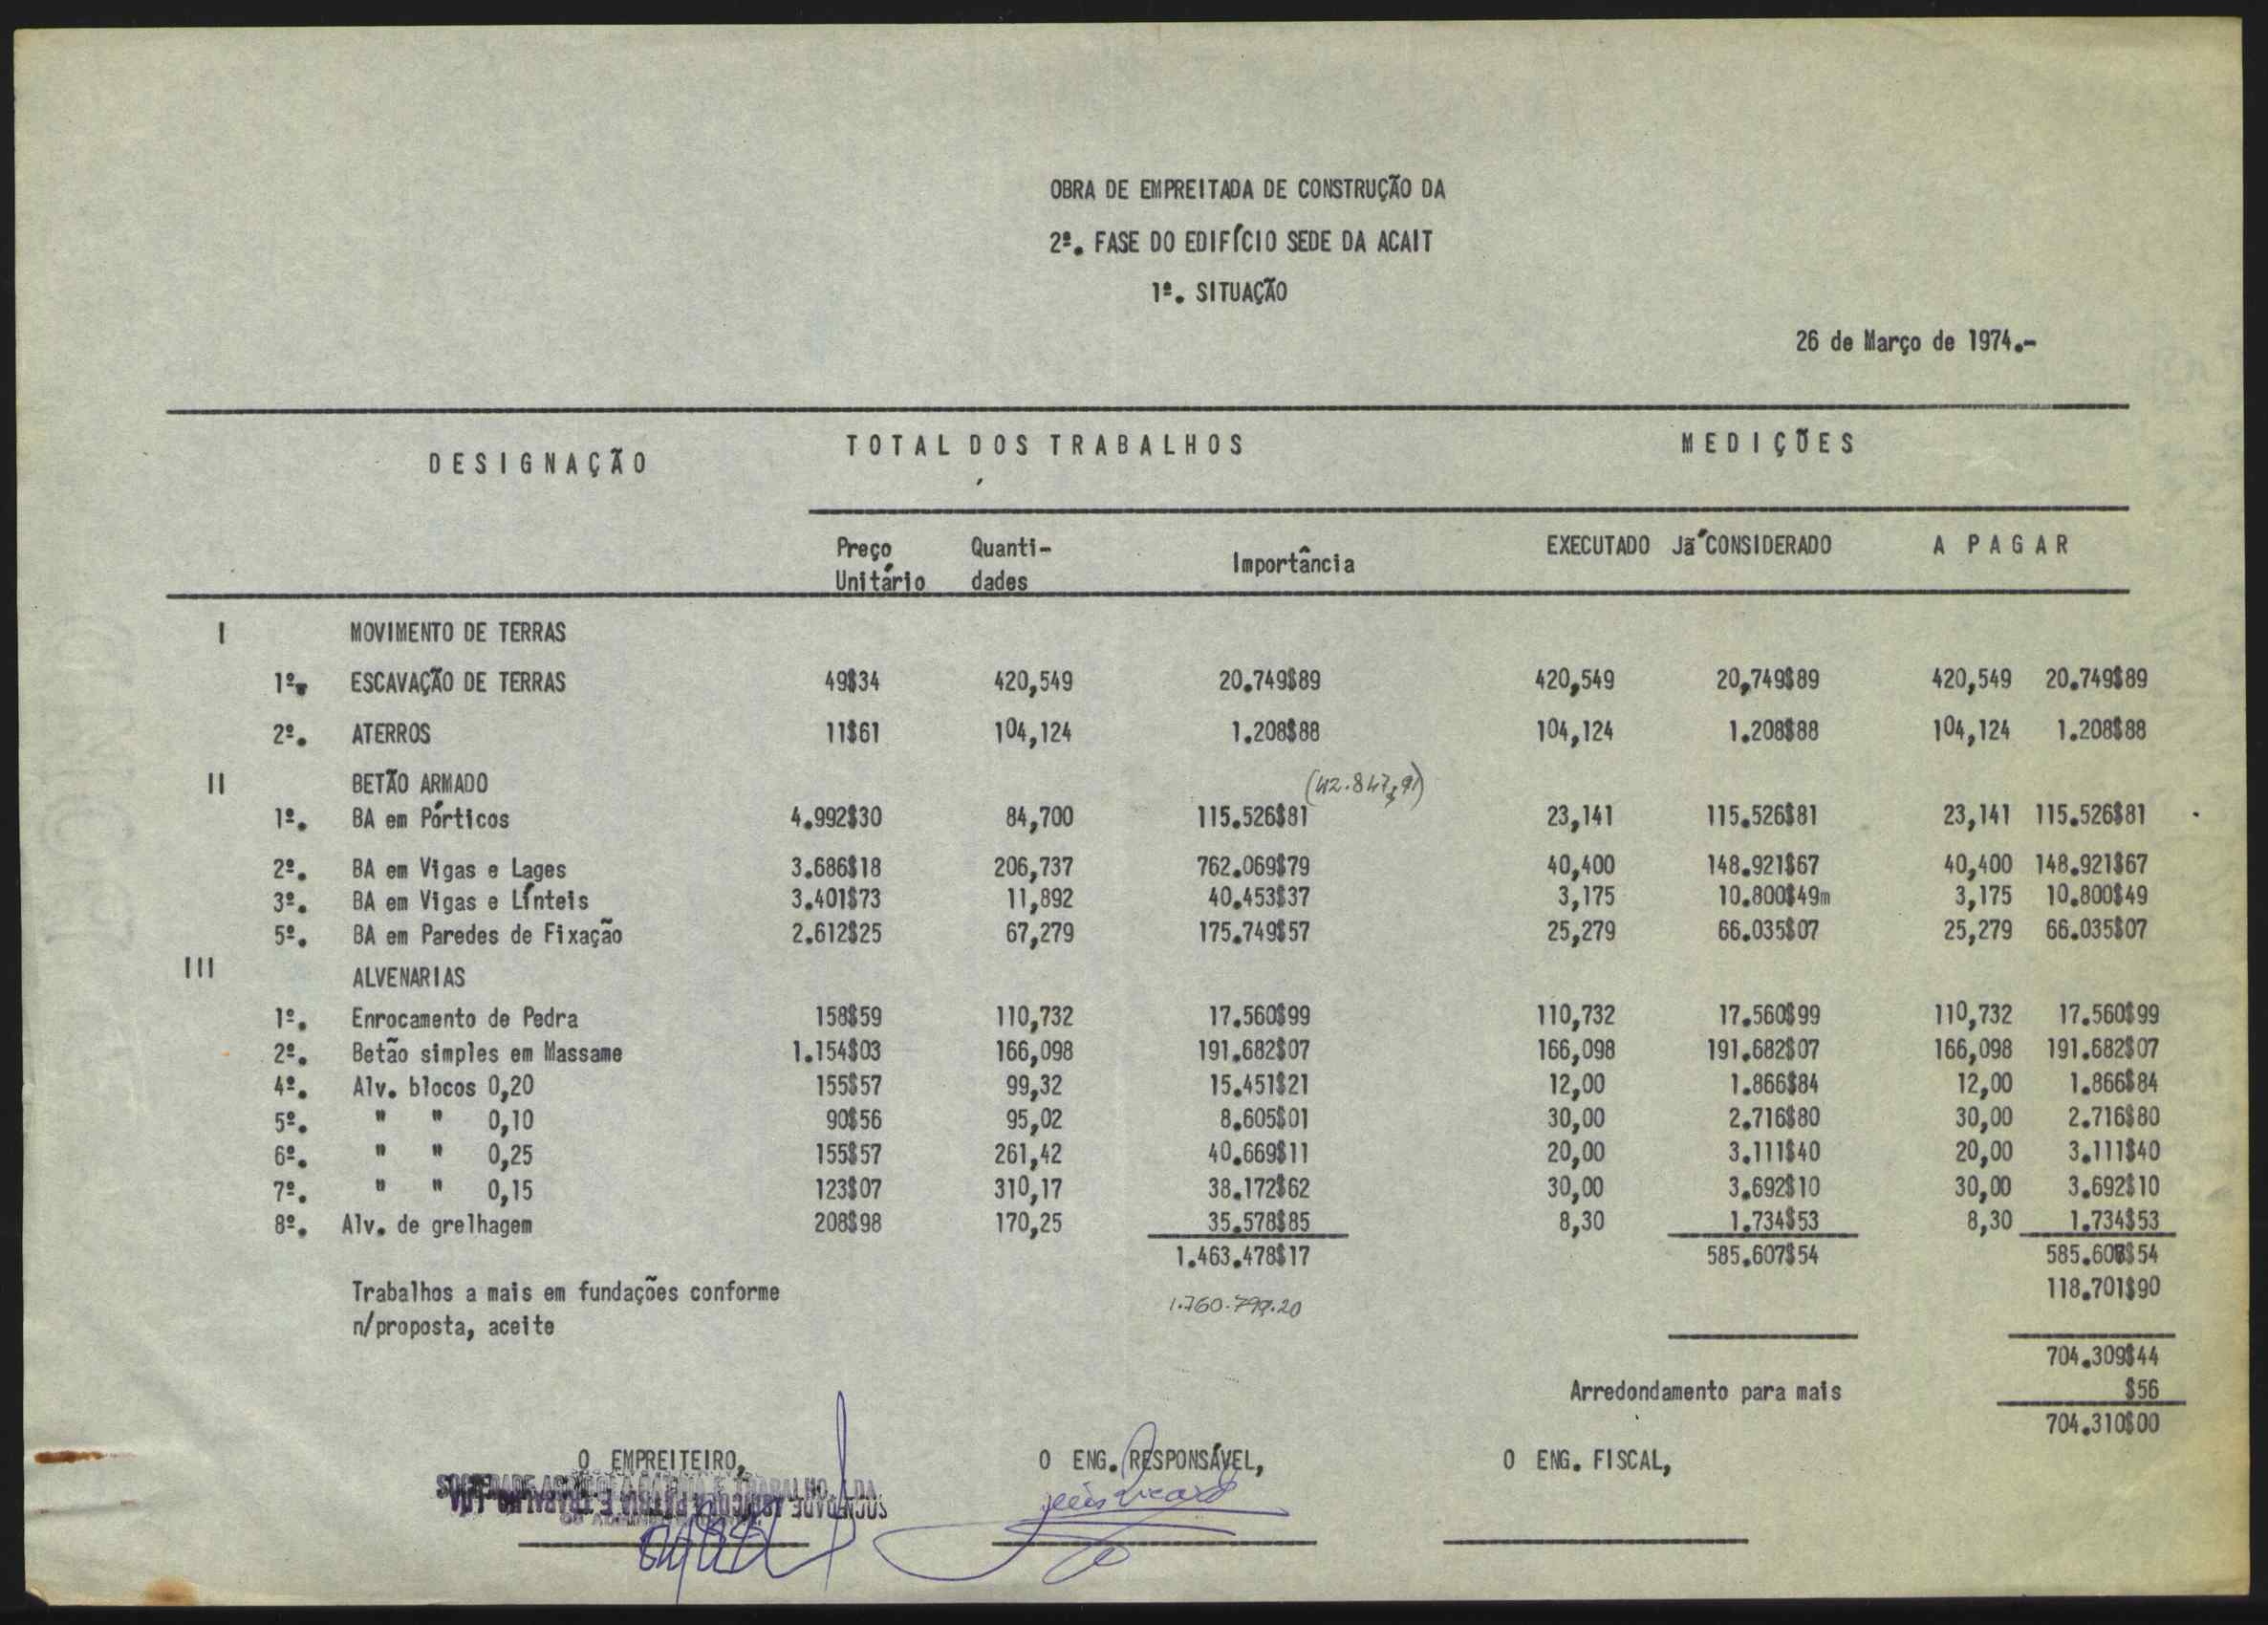 OBRA DE EMPREITADA DE CONSTRUÇÃO DA
2ª. FASE DO EDIFÍCIO SEDE DA ACAIT
1ª. SITUAÇÃO
26 de Março de 1974.-
DESIGNAÇÃO TOTAL DOS TRABALHOS MEDIÇÕES
Preço Unitário Quanti-dades Importância EXECUTADO Jã CONSIDERADO A PAGAR
I MOVIMENTO DE TERRAS
1º. ESCAVAÇÃO DE TERRAS 49$34 420,549 20.749$89 420,549 20,749$89 420,549 20.749$89
2º. ATERROS 11$61 104,124 1.208$88 104,124 1.208$88 104,124 1.208$88
II BETÃO ARMADO (42.847,91)
1º. BA em Pórticos 4.992$30 84,700 115.526$81 23,141 115.526$81 23,141 115.526$81
2º. BA em Vigas e Lages 3.686$18 206,737 762.069$79 40,400 148.921$67 40,400 148.921$67
3º. BA em Vigas e Línteis 3.401$73 11,892 40.453$37 3,175 10.800$49m 3,175 10.800$49
5º. BA em Paredes de Fixação 2.612$25 67,279 175.749$57 25,279 66.035$07 25,279 66.035$07
III ALVENARIAS
1º. Enrocamento de Pedra 158$59 110,732 17.560$99 110,732 17.560$99 110,732 17.560$99
2º. Betão simples em Massame 1.154$03 166,098 191.682$07 166,098 191.682$07 166,098 191.682$07
4º. Alv. blocos 0,20 155$57 99,32 15.451$21 12,00 1.866$84 12,00 1.866$84
5º. " " 0,10 90$56 95,02 8.605$01 30,00 2.716$80 30,00 2.716$80
6º. " " 0,25 155$57 261,42 40.669$11 20,00 3.111$40 20,00 3.111$40
7º. " " 0,15 123$07 310,17 38.172$62 30,00 3.692$10 30,00 3.692$10
8º. Alv. de grelhagem 208$98 170,25 35.578$85 8,30 1.734$53 8,30 1.734$53
1.463.478$17 585.607$54 585.607$54
Trabalhos a mais em fundações conforme 118.701$90
n/proposta, aceite 1.760.799.20
704.309$44
Arredondamento para mais $56
704.310$00
O EMPREITEIRO, O ENG. RESPONSÁVEL, O ENG. FISCAL,
SOCIEDADE AGRÍCOLA PÁTRIA E TRABALHO, LDA
SOCIEDADE AGRICOLA PATRIA E TRABALHO LDA